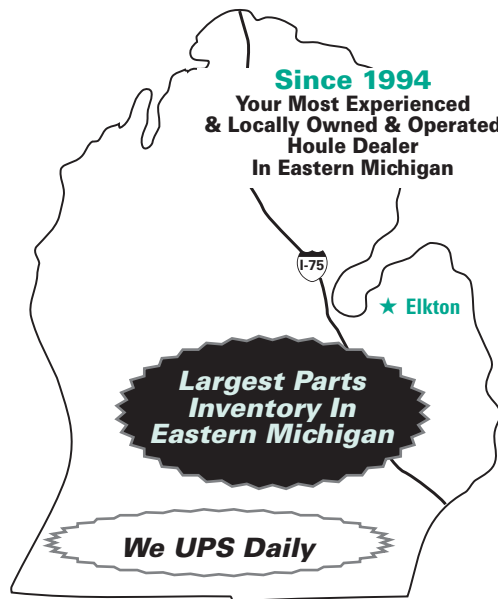 Since 1994
Your Most Experienced
& Locally Owned & Operated
Houle Dealer
In Eastern Michigan
I-75
★ Elkton
Largest Parts
Inventory In
Eastern Michigan
We UPS Daily